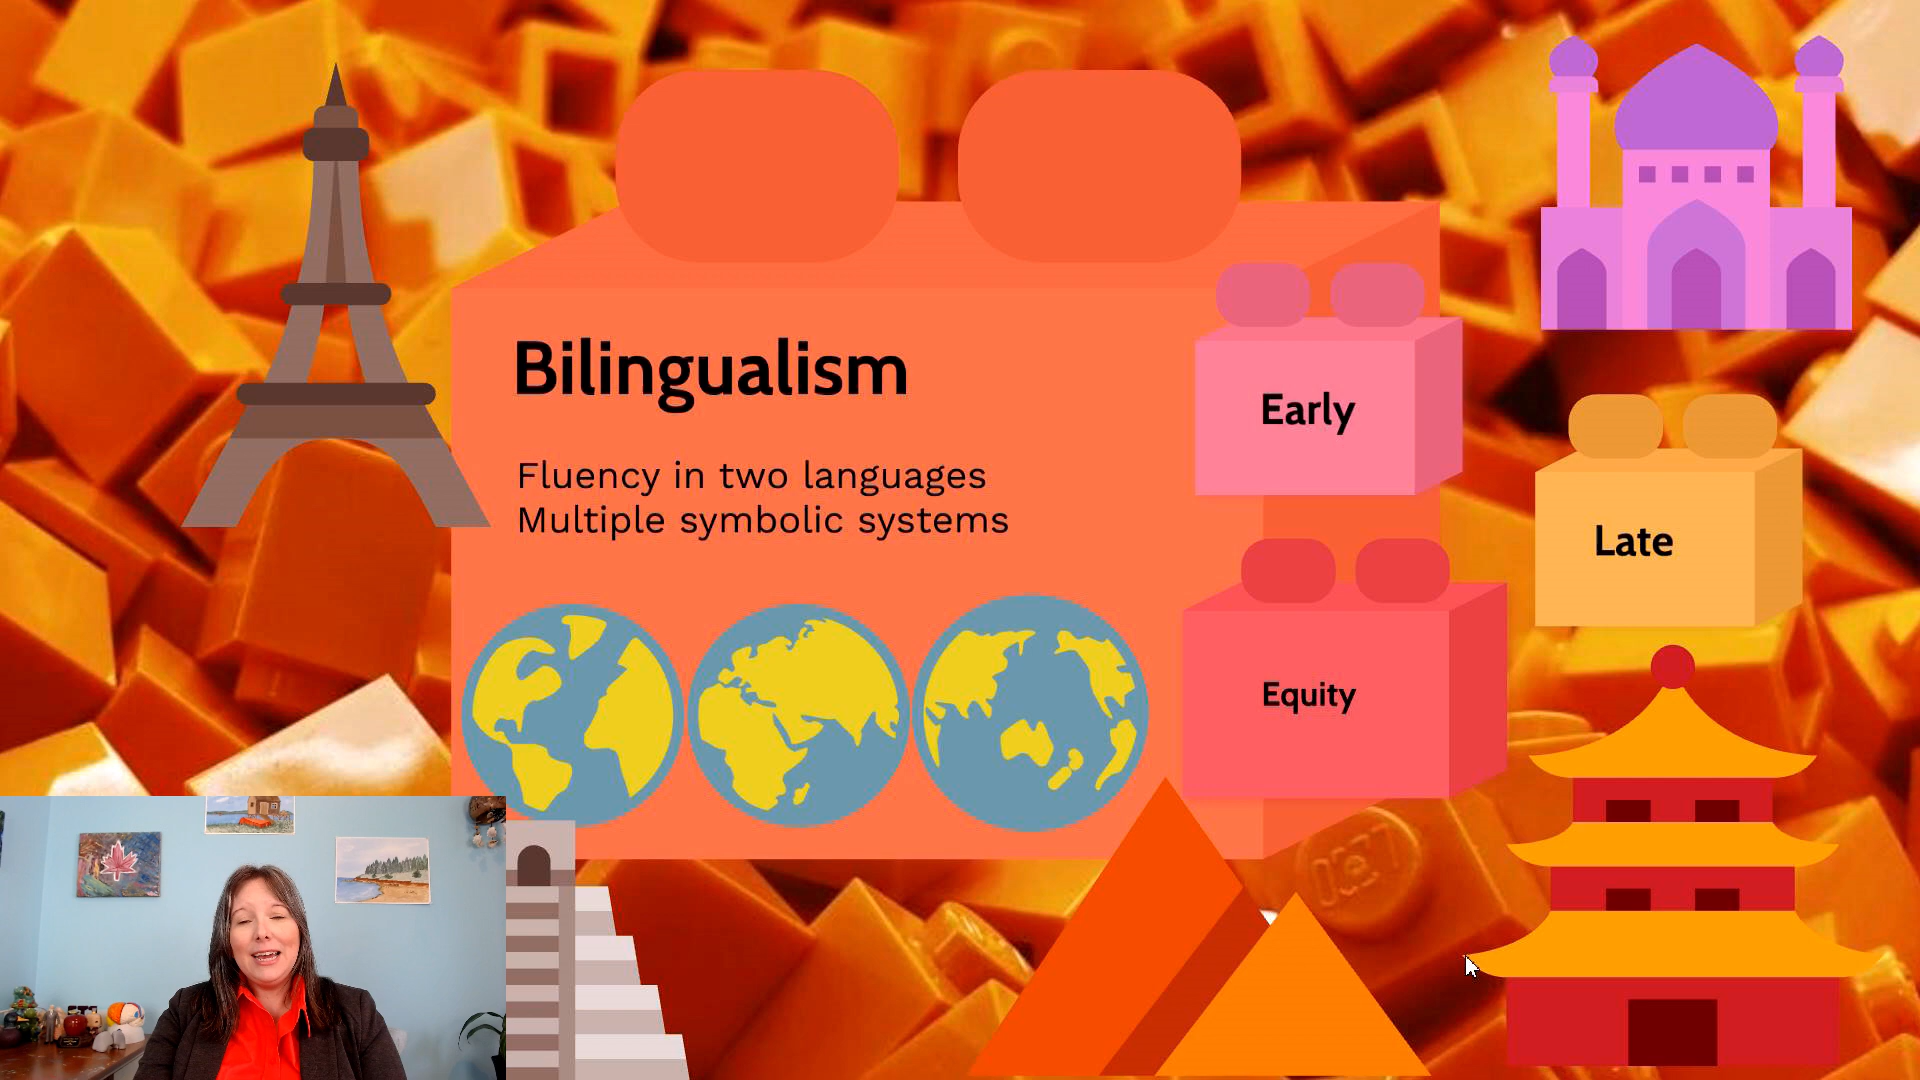 Bilingualism
Fluency in two languages
Multiple symbolic systems
Early
Late
Equity